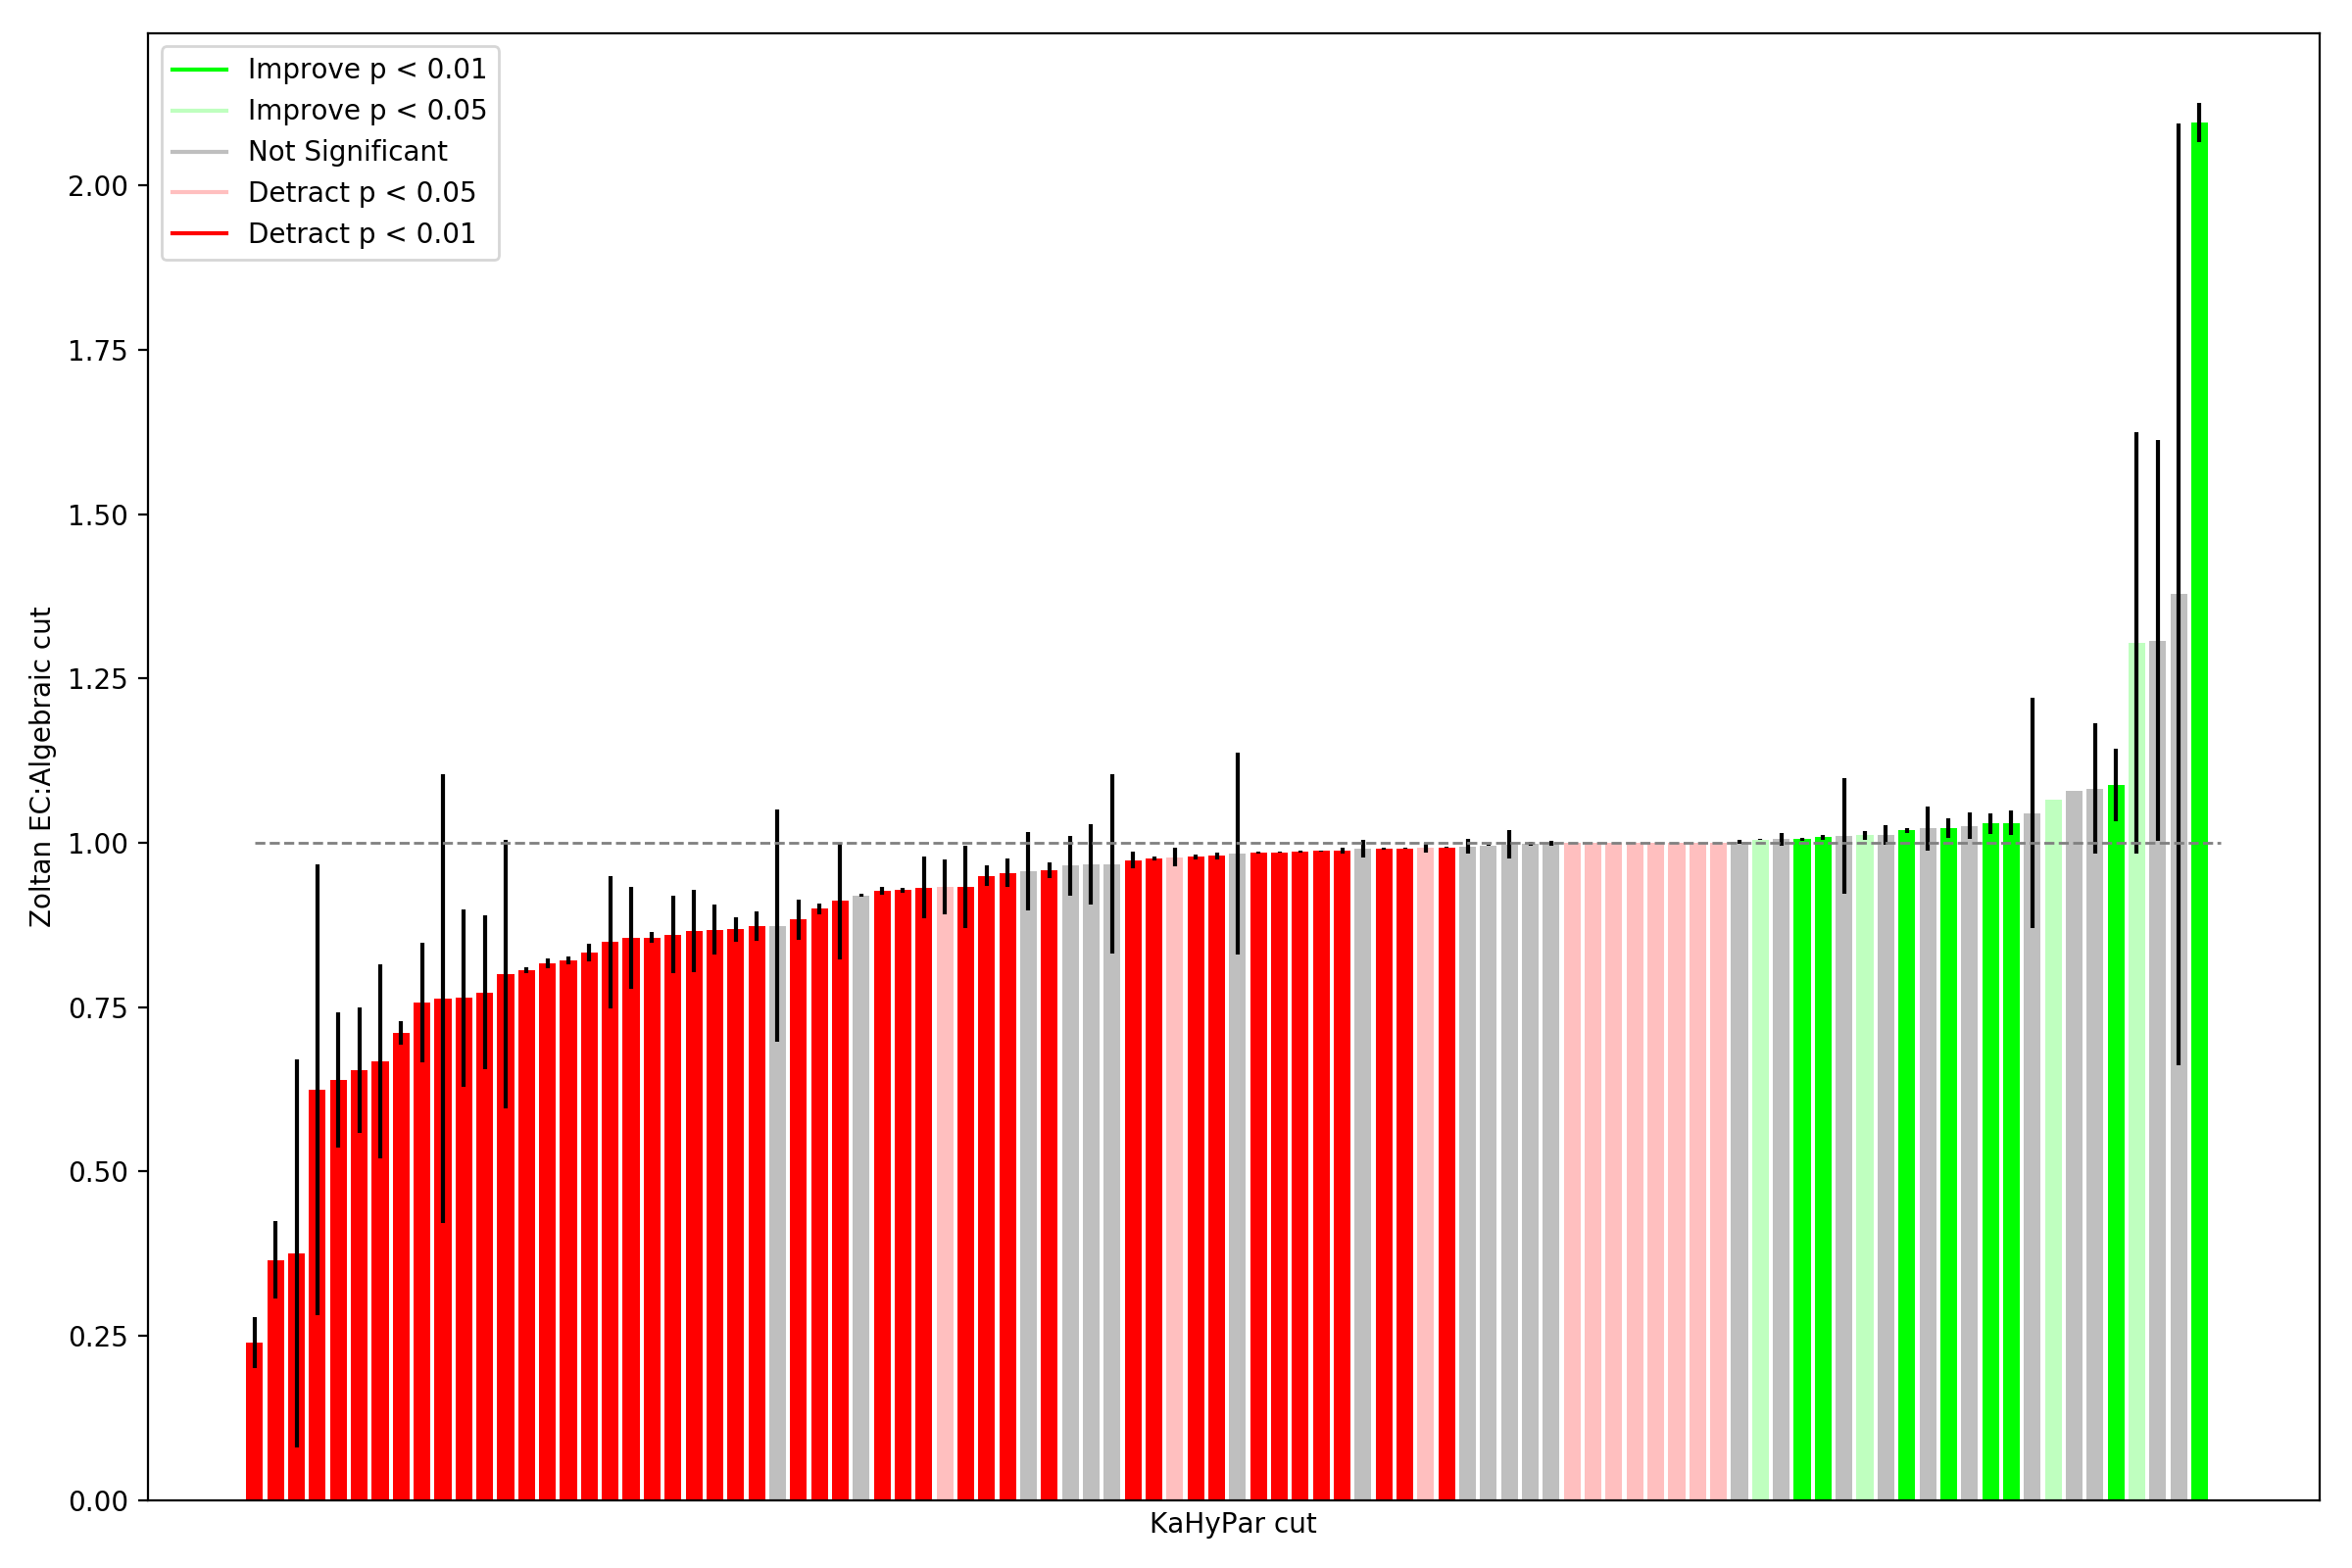 Improve p < 0.01
Improve p < 0.05
Not Significant
Detract p < 0.05
Detract p < 0.01
2.00
1.75
1.50
1.25
1.00
0.75
0.50
0.25
0.00
Zoltan EC:Algebraic cut
KaHyPar cut